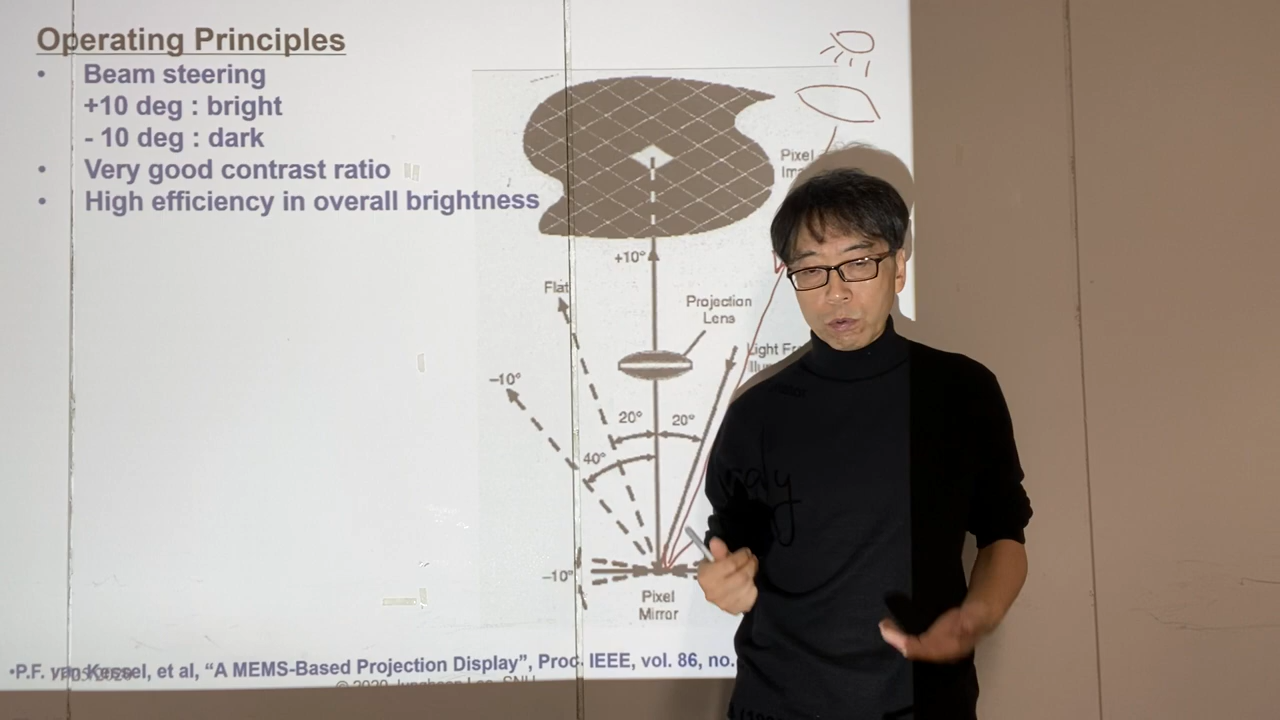 Operating Principles
• Beam steering
+10 deg : bright
- 10 deg : dark
• Very good contrast ratio
• High efficiency in overall brightness
Pixel
+10°
Flat
Projection
Lens
Light
−10°
20°
20°
40°
−10°
Pixel
Mirror
•P.F. van Kessel, et al, “A MEMS-Based Projection Display”, Proc. IEEE, vol. 86, no.
SNU